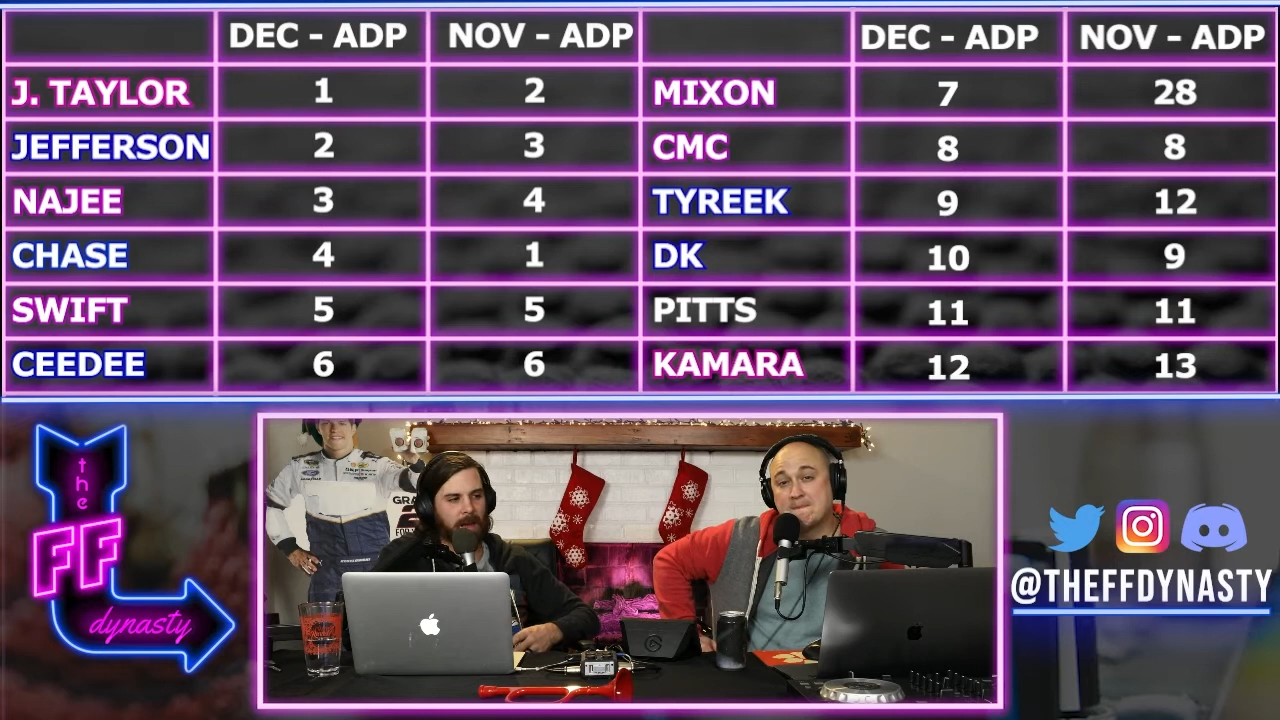 DEC - ADP NOV - ADP DEC - ADP NOV - ADP
J. TAYLOR 1 2 MIXON 7 28
JEFFERSON 2 3 CMC 8 8
NAJEE 3 4 TYREEK 9 12
CHASE 4 1 DK 10 9
SWIFT 5 5 PITTS 11 11
CEEDEE 6 6 KAMARA 12 13
the
FF
dynasty
@THEFFDYNASTY